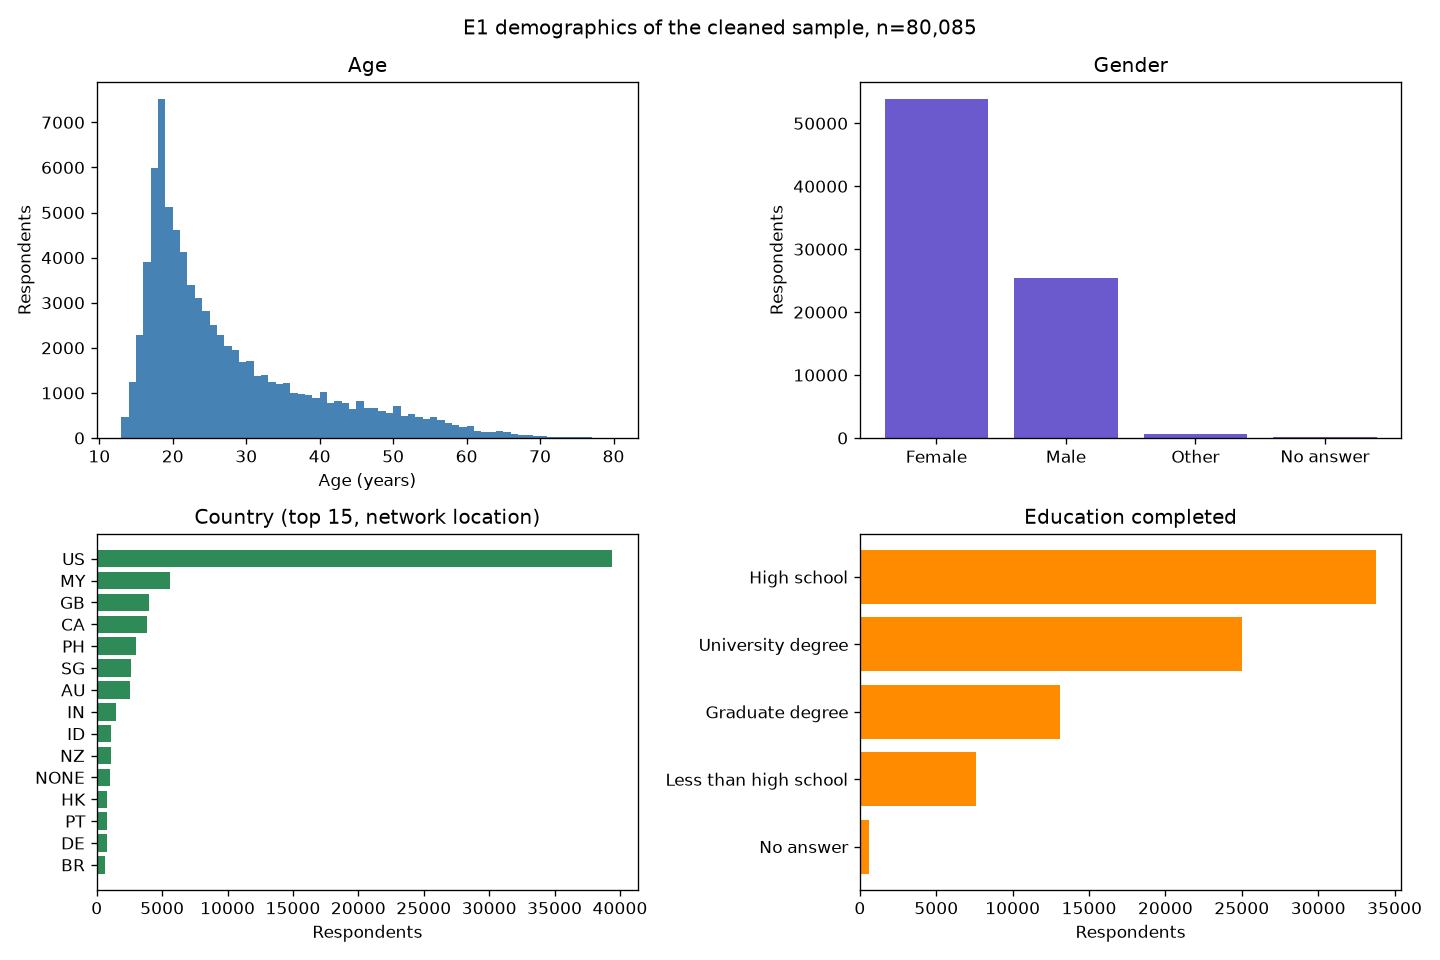 E1 demographics of the cleaned sample, n=80,085
Age
Respondents
7000
6000
5000
4000
3000
2000
1000
0
10 20 30 40 50 60 70 80
Age (years)
Gender
Respondents
50000
40000
30000
20000
10000
0
Female Male Other No answer
Country (top 15, network location)
US
MY
GB
CA
PH
SG
AU
IN
ID
NZ
NONE
HK
PT
DE
BR
0 5000 10000 15000 20000 25000 30000 35000 40000
Respondents
Education completed
High school
University degree
Graduate degree
Less than high school
No answer
0 5000 10000 15000 20000 25000 30000 35000
Respondents